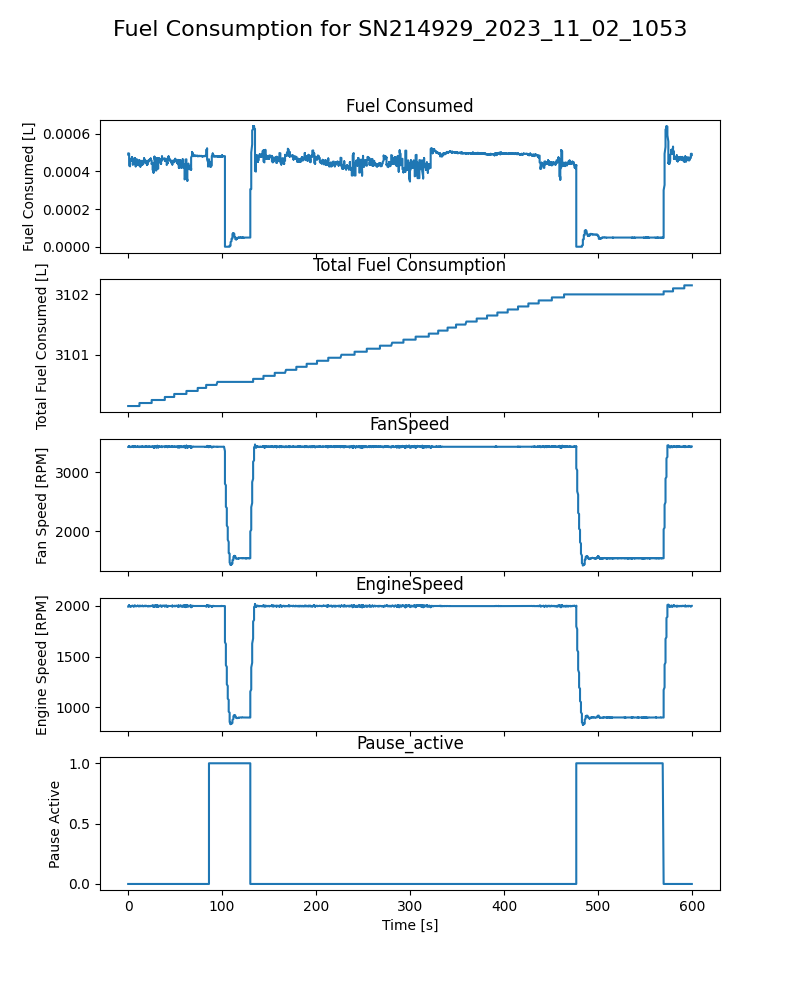 Fuel Consumption for SN214929_2023_11_02_1053
Fuel Consumed
Fuel Consumed [L]
0.0006
0.0004
0.0002
0.0000
Total Fuel Consumption
Total Fuel Consumed [L]
3102
3101
FanSpeed
Fan Speed [RPM]
3000
2000
EngineSpeed
Engine Speed [RPM]
2000
1500
1000
Pause_active
Pause Active
1.0
0.5
0.0
0 100 200 300 400 500 600
Time [s]